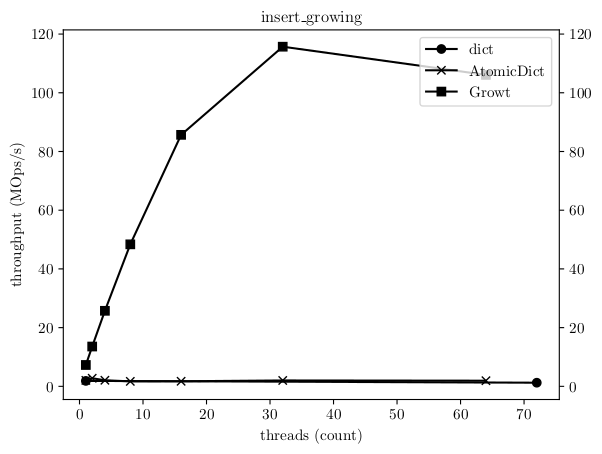 insert_growing
120 120
dict
AtomicDict
Growt
100 100
80 80
60 60
40 40
20 20
0 0
throughput (MOps/s)
0 10 20 30 40 50 60 70
threads (count)